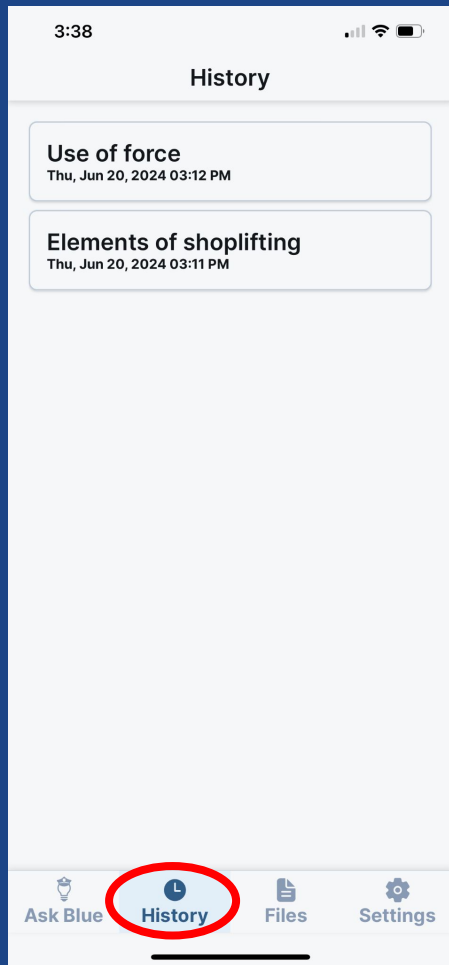 3:38
History
Use of force
Thu, Jun 20, 2024 03:12 PM
Elements of shoplifting
Thu, Jun 20, 2024 03:11 PM
Ask Blue History Files Settings